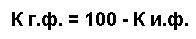 К г.ф. = 100 - К и.ф.